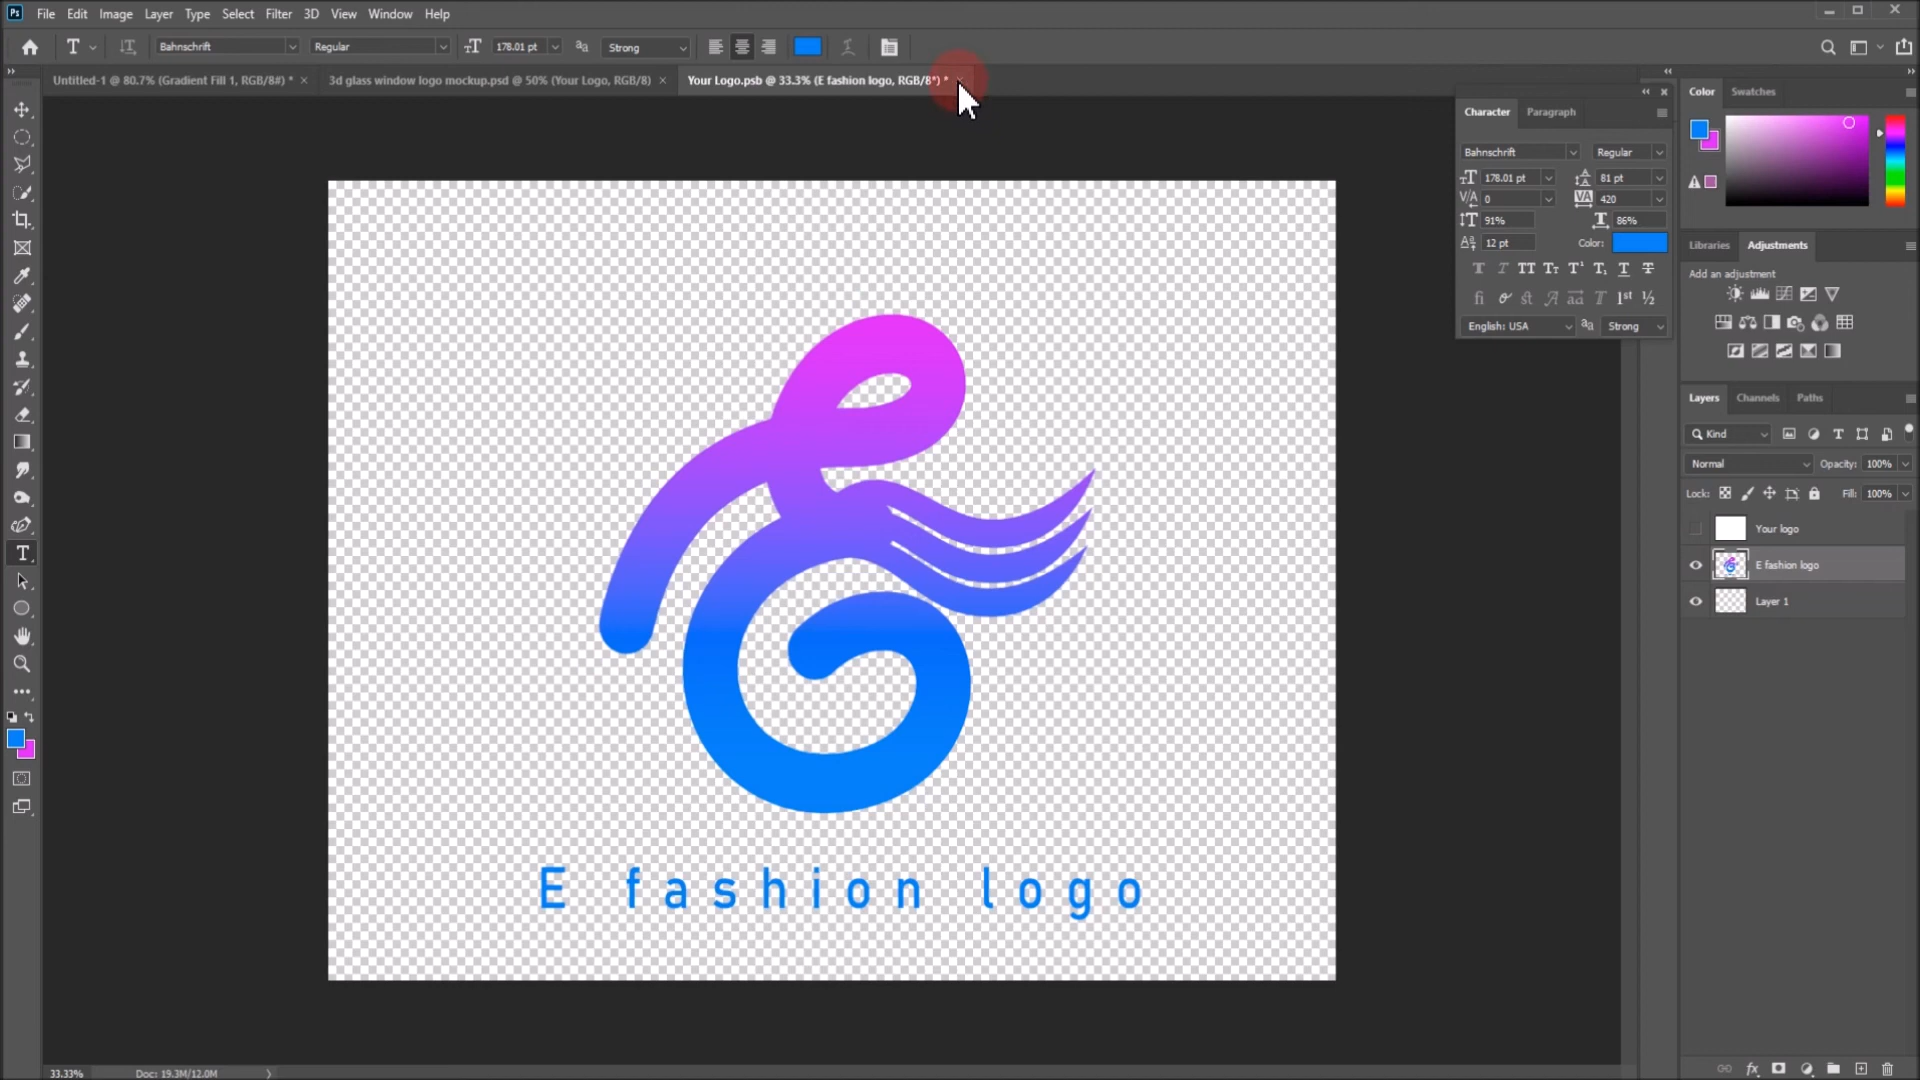 Ps File Edit Image Layer Type Select Filter 3D View Window Help
T Bahnschrift Regular 178.01 pt aa Strong
Untitled-1 @ 80.7% (Gradient Fill 1, RGB/8#) * × 3d glass window logo mockup.psd @ 50% (Your Logo, RGB/8) × Your Logo.psb @ 33.3% (E fashion logo, RGB/8*) *
Character Paragraph
Bahnschrift Regular
178.01 pt 81 pt
0 420
91% 86%
12 pt Color:
English: USA aa Strong
Color Swatches
Libraries Adjustments
Add an adjustment
Layers Channels Paths
Kind
Normal Opacity: 100%
Lock: Fill: 100%
Your logo
E fashion logo
Layer 1
E fashion logo
33.33% Doc: 19.3M/12.0M